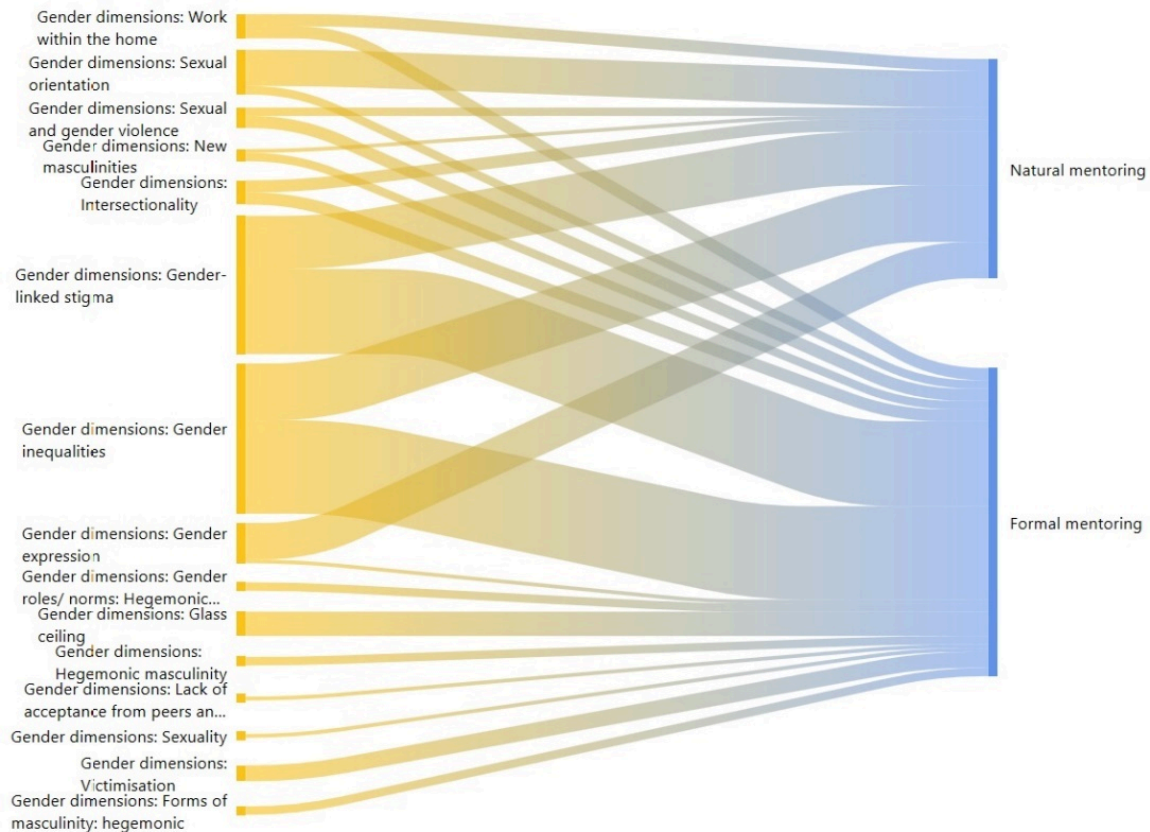 Gender dimensions: Work
within the home
Gender dimensions: Sexual
orientation
Gender dimensions: Sexual
and gender violence
Gender dimensions: New
masculinities
Gender dimensions:
Intersectionality
Gender dimensions: Gender-
linked stigma
Gender dimensions: Gender
inequalities
Gender dimensions: Gender
expression
Gender dimensions: Gender
roles/ norms: Hegemonic...
Gender dimensions: Glass
ceiling
Gender dimensions:
Hegemonic masculinity
Gender dimensions: Lack of
acceptance from peers an...
Gender dimensions: Sexuality
Gender dimensions:
Victimisation
Gender dimensions: Forms of
masculinity: hegemonic
Natural mentoring
Formal mentoring